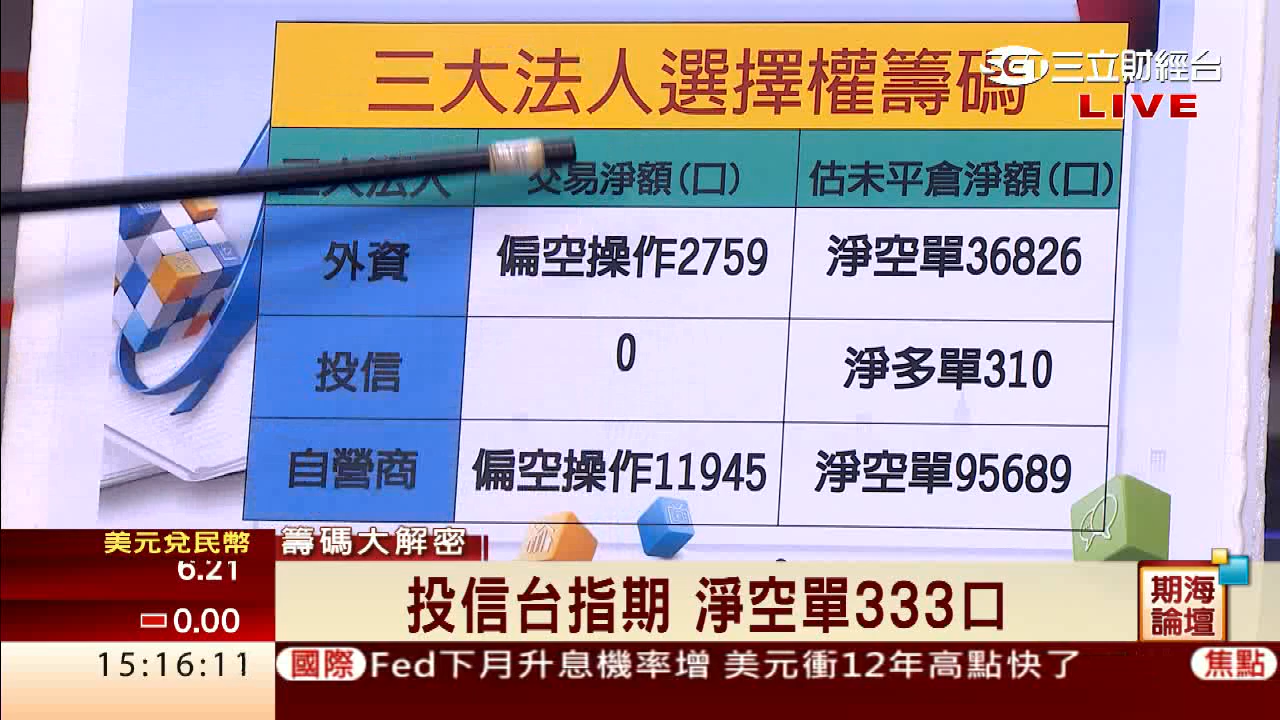 三大法人選擇權籌碼
三立財經台
LIVE
三大法人 交易淨額(口) 估未平倉淨額(口)
外資 偏空操作2759 淨空單36826
投信 0 淨多單310
自營商 偏空操作11945 淨空單95689
美元兌民幣
6.21
0.00
籌碼大解密
投信台指期 淨空單333口
期海
論壇
15:16:11
國際 Fed下月升息機率增 美元衝12年高點快了 焦點